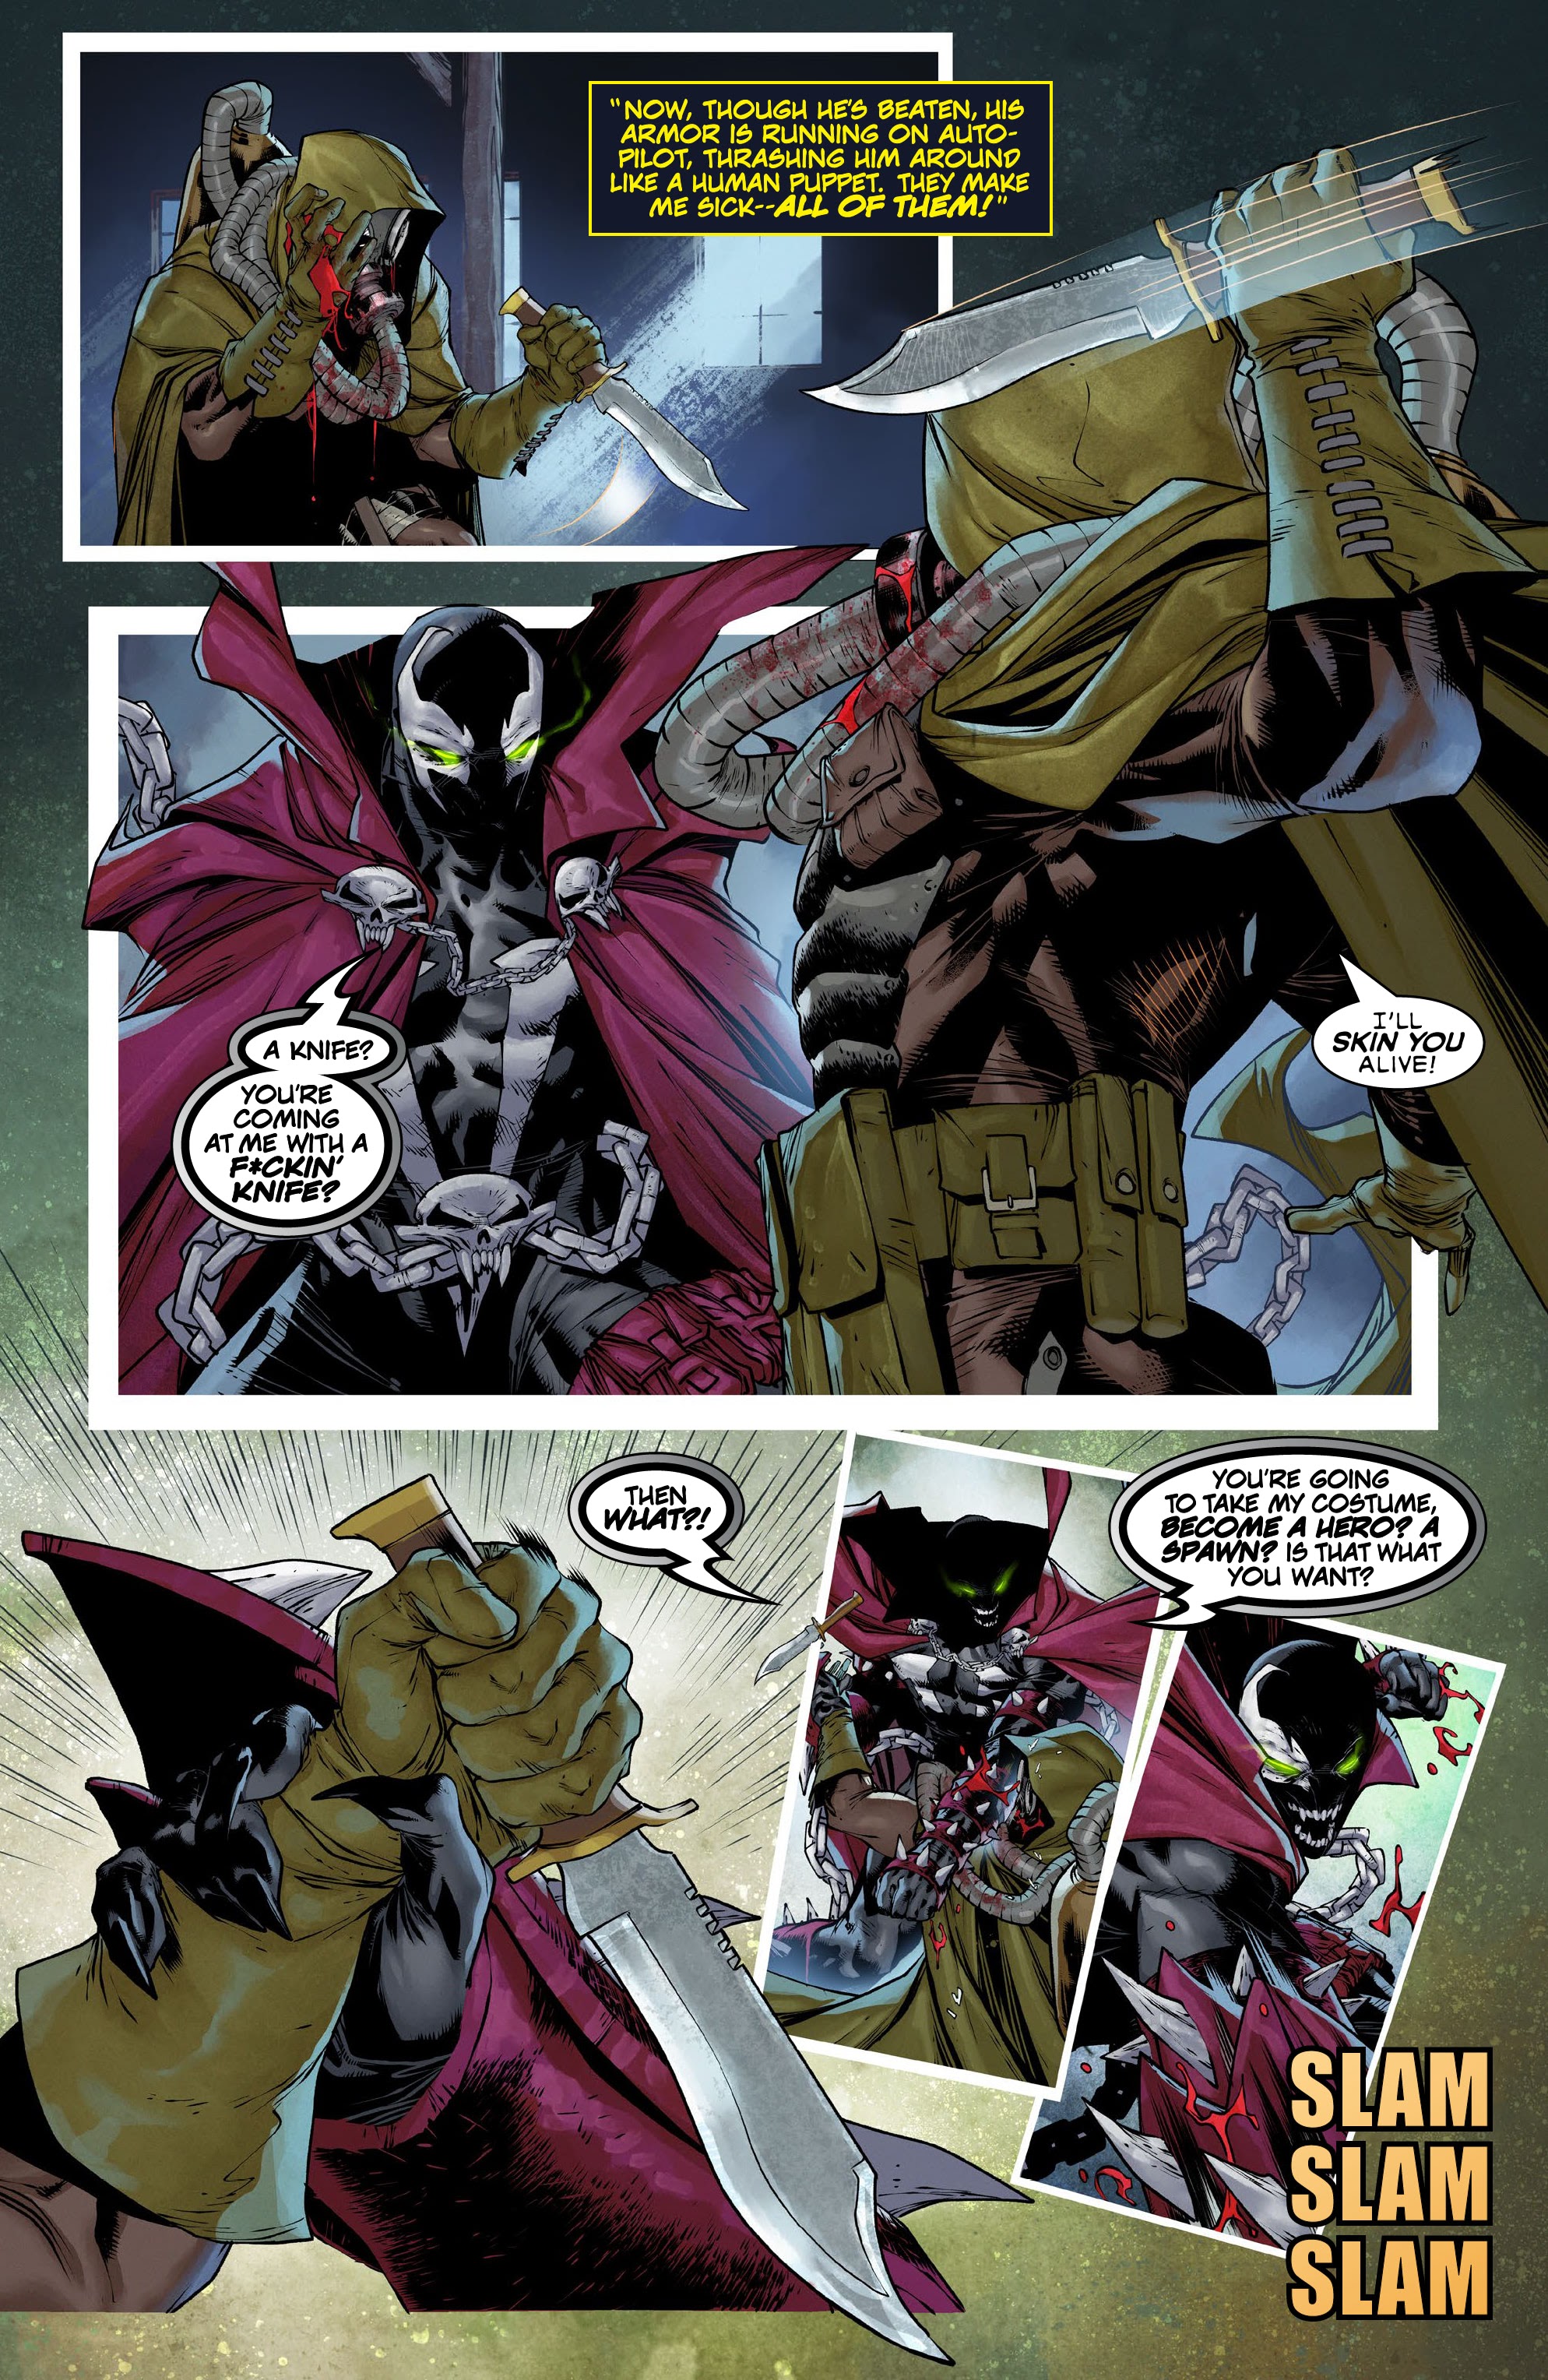 "NOW, THOUGH HE'S BEATEN, HIS
ARMOR IS RUNNING ON AUTO-
PILOT, THRASHING HIM AROUND
LIKE A HUMAN PUPPET. THEY MAKE
ME SICK--ALL OF THEM!"
A KNIFE?
YOU'RE
COMING
AT ME WITH A
F*CKIN'
KNIFE?
I'LL
SKIN YOU
ALIVE!
THEN
WHAT?!
YOU'RE GOING
TO TAKE MY COSTUME,
BECOME A HERO? A
SPAWN? IS THAT WHAT
YOU WANT?
SLAM
SLAM
SLAM